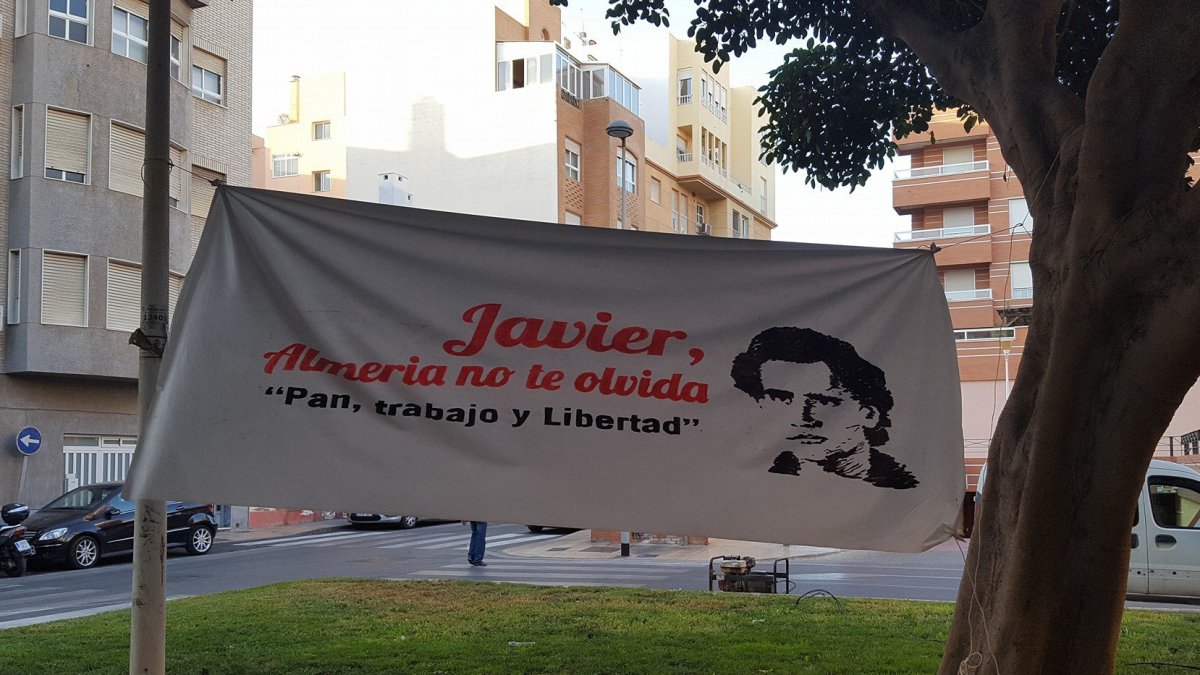 Javier,
Almeria no te olvida
“Pan, trabajo y Libertad”